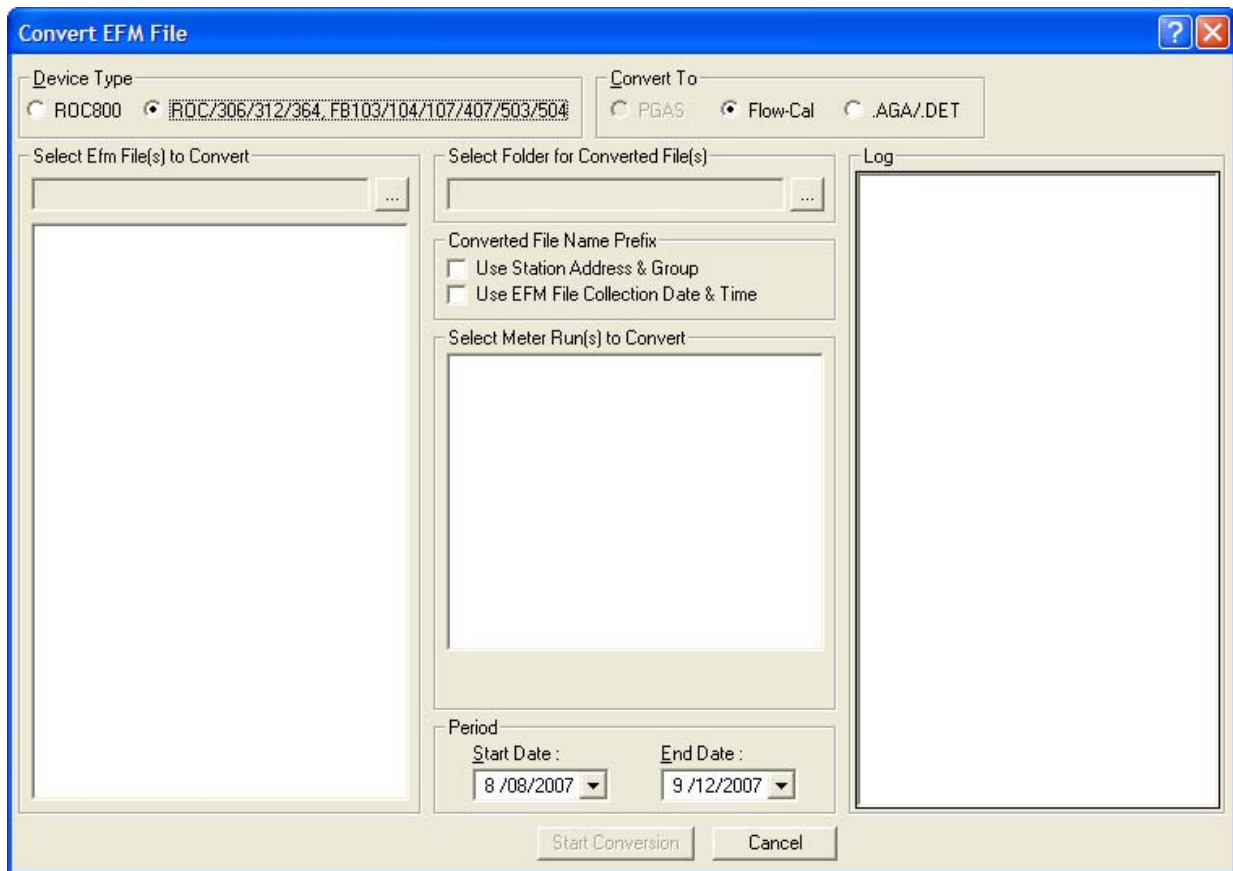 Convert EFM File
Device Type
ROC800 ROC/306/312/364, FB103/104/107/407/503/504
Convert To
PGAS Flow-Cal .AGA/.DET
Select Efm File(s) to Convert
...
Select Folder for Converted File(s)
...
Converted File Name Prefix
Use Station Address & Group
Use EFM File Collection Date & Time
Select Meter Run(s) to Convert
Period
Start Date : End Date :
8 /08/2007 9 /12/2007
Log
Start Conversion Cancel